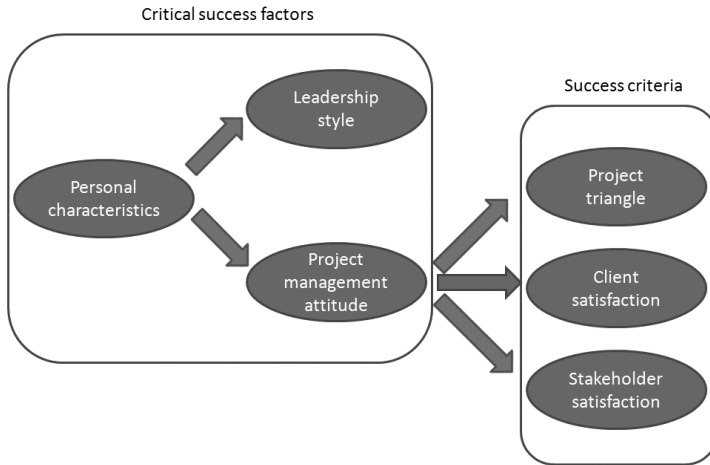 Critical success factors
Leadership
style
Personal
characteristics
Project
management
attitude
Success criteria
Project
triangle
Client
satisfaction
Stakeholder
satisfaction